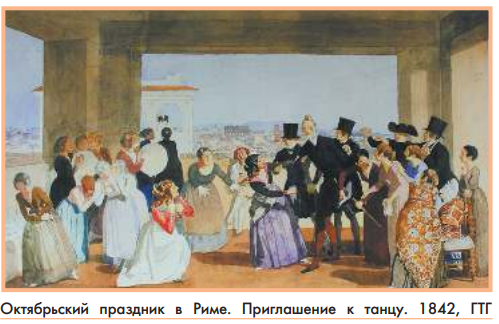 Октябрьский праздник в Риме. Приглашение к танцу. 1842, ГТГ